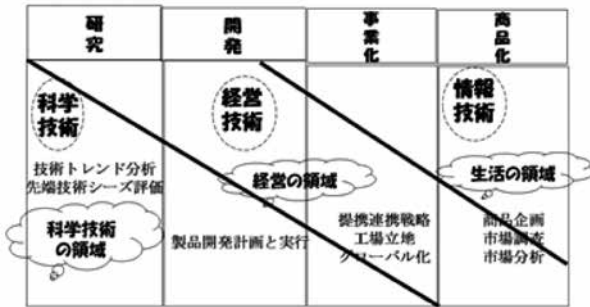 研究
開発
事業化
商品化
科学
技術
経営
技術
情報
技術
技術トレンド分析
先端技術シーズ評価
経営の領域
生活の領域
科学技術
の領域
製品開発計画と実行
提携連携戦略
工場立地
グローバル化
商品企画
市場調査
市場分析